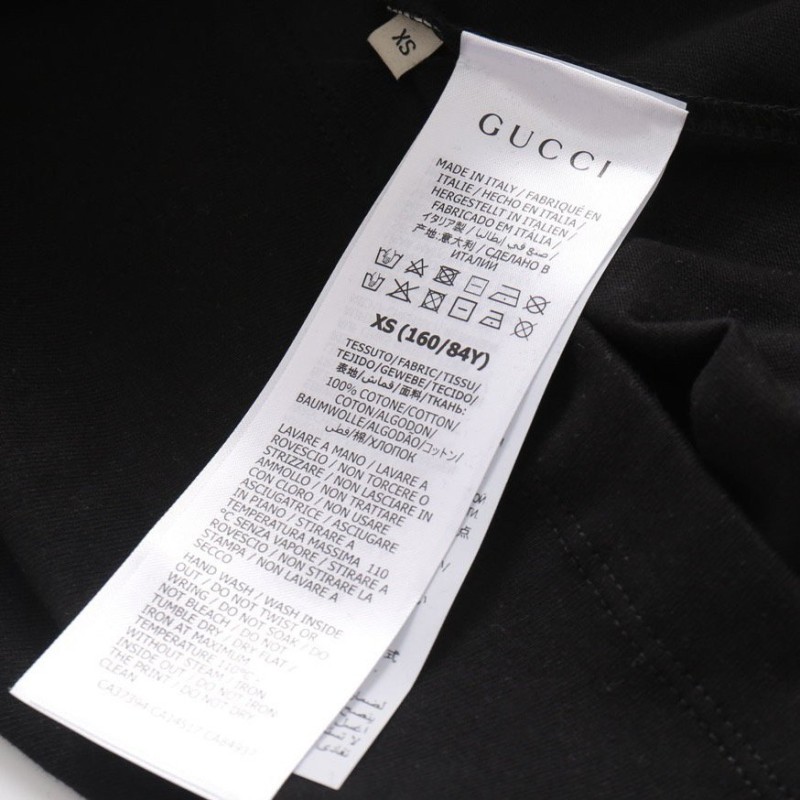 XS
GUCCI
MADE IN ITALY / FABRIQUÉ EN
ITALIE / HECHO EN ITALIA /
HERGESTELLT IN ITALIEN /
FABRICADO EM ITÁLIA /
イタリア製 / صنع في إيطاليا /
产地:意大利 / СДЕЛАНО В
ИТАЛИИ
XS (160/84Y)
TESSUTO/FABRIC/TISSU/
TEJIDO/GEWEBE/TECIDO/
表地/قماش/面料/ТКАНЬ:
100% COTONE/COTTON/
COTON/ALGODON/
BAUMWOLLE/ALGODÃO/コットン/
قطن/棉/ХЛОПОК
LAVARE A MANO / LAVARE A
ROVESCIO / NON TORCERE O
STRIZZARE / NON LASCIARE IN
AMMOLLO / NON TRATTARE
CON CLORO / NON USARE
ASCIUGATRICE / ASCIUGARE
IN PIANO / STIRARE A
TEMPERATURA MASSIMA 110
°C SENZA VAPORE / STIRARE A
ROVESCIO / NON STIRARE LA
STAMPA / NON LAVARE A
SECCO
HAND WASH / WASH INSIDE
OUT / DO NOT TWIST OR
WRING / DO NOT SOAK / DO
NOT BLEACH / DO NOT
TUMBLE DRY / DRY FLAT /
IRON AT MAXIMUM
TEMPERATURE 110°C
WITHOUT STEAM / IRON
INSIDE OUT / DO NOT IRON
THE PRINT / DO NOT DRY
CLEAN